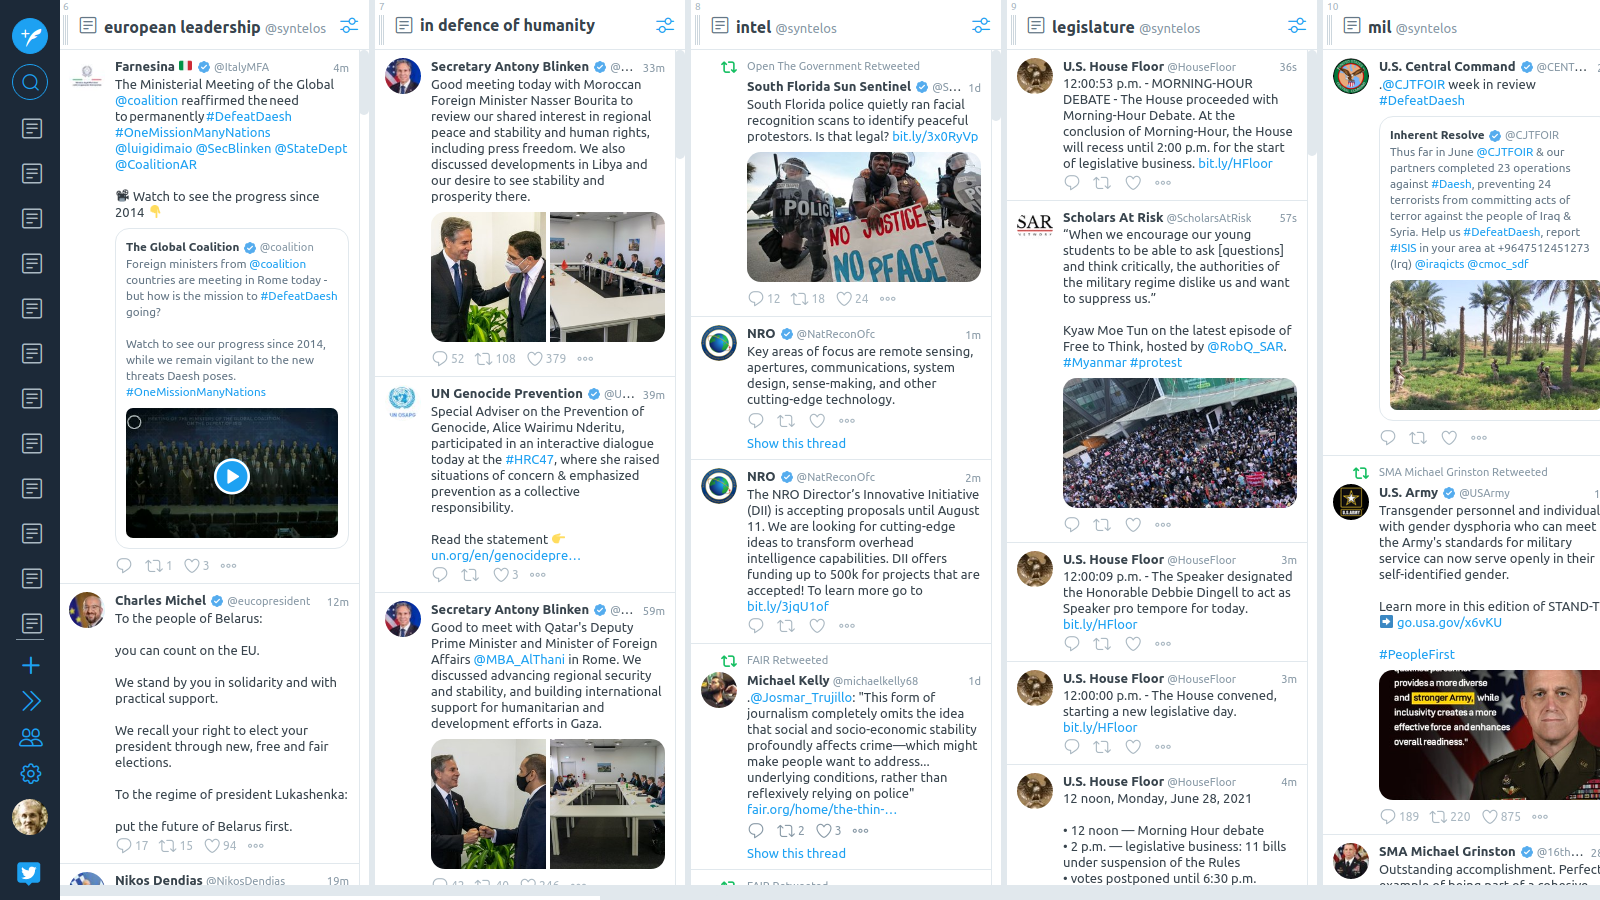 6
european leadership @syntelos
Farnesina @ItalyMFA 4m
The Ministerial Meeting of the Global
@coalition reaffirmed the need
to permanently #DefeatDaesh
#OneMissionManyNations
@luigidimaio @SecBlinken @StateDept
@CoalitionAR
Watch to see the progress since
2014
The Global Coalition @coalition
Foreign ministers from @coalition
countries are meeting in Rome today -
but how is the mission to #DefeatDaesh
going?
Watch to see our progress since 2014,
while we remain vigilant to the new
threats Daesh poses.
#OneMissionManyNations
1 3
Charles Michel @eucopresident 12m
To the people of Belarus:
you can count on the EU.
We stand by you in solidarity and with
practical support.
We recall your right to elect your
president through new, free and fair
elections.
To the regime of president Lukashenka:
put the future of Belarus first.
17 15 94
Nikos Dendias @NikosDendias 19m
7
in defence of humanity
Secretary Antony Blinken @... 33m
Good meeting today with Moroccan
Foreign Minister Nasser Bourita to
review our shared interest in regional
peace and stability and human rights,
including press freedom. We also
discussed developments in Libya and
our desire to see stability and
prosperity there.
52 108 379
UN Genocide Prevention @U... 39m
Special Adviser on the Prevention of
Genocide, Alice Wairimu Nderitu,
participated in an interactive dialogue
today at the #HRC47, where she raised
situations of concern & emphasized
prevention as a collective
responsibility.
Read the statement
un.org/en/genocidepre...
3
Secretary Antony Blinken @... 59m
Good to meet with Qatar's Deputy
Prime Minister and Minister of Foreign
Affairs @MBA_AlThani in Rome. We
discussed advancing regional security
and stability, and building international
support for humanitarian and
development efforts in Gaza.
8
intel @syntelos
Open The Government Retweeted
South Florida Sun Sentinel @S... 1d
South Florida police quietly ran facial
recognition scans to identify peaceful
protestors. Is that legal? bit.ly/3x0RyVp
POLICE
NO JUSTICE
NO PEACE
12 18 24
NRO @NatReconOfc 1m
Key areas of focus are remote sensing,
apertures, communications, system
design, sense-making, and other
cutting-edge technology.
Show this thread
NRO @NatReconOfc 2m
The NRO Director's Innovative Initiative
(DII) is accepting proposals until August
11. We are looking for cutting-edge
ideas to transform overhead
intelligence capabilities. DII offers
funding up to 500k for projects that are
accepted! To learn more go to
bit.ly/3jqU1of
FAIR Retweeted
Michael Kelly @michaelkelly68 1d
.@Josmar_Trujillo: "This form of
journalism completely omits the idea
that social and socio-economic stability
profoundly affects crime—which might
make people want to address...
underlying conditions, rather than
reflexively relying on police"
fair.org/home/the-thin-...
2 3
Show this thread
FAIR Retweeted
9
legislature @syntelos
U.S. House Floor @HouseFloor 36s
12:00:53 p.m. - MORNING-HOUR
DEBATE - The House proceeded with
Morning-Hour Debate. At the
conclusion of Morning-Hour, the House
will recess until 2:00 p.m. for the start
of legislative business. bit.ly/HFloor
SAR
NETWORK
Scholars At Risk @ScholarsAtRisk 57s
“When we encourage our young
students to be able to ask [questions]
and think critically, the authorities of
the military regime dislike us and want
to suppress us.”
Kyaw Moe Tun on the latest episode of
Free to Think, hosted by @RobQ_SAR.
#Myanmar #protest
U.S. House Floor @HouseFloor 3m
12:00:09 p.m. - The Speaker designated
the Honorable Debbie Dingell to act as
Speaker pro tempore for today.
bit.ly/HFloor
U.S. House Floor @HouseFloor 3m
12:00:00 p.m. - The House convened,
starting a new legislative day.
bit.ly/HFloor
U.S. House Floor @HouseFloor 4m
12 noon, Monday, June 28, 2021
• 12 noon — Morning Hour debate
• 2 p.m. — legislative business: 11 bills
under suspension of the Rules
• votes postponed until 6:30 p.m.
10
mil @syntelos
U.S. Central Command @CENT...
.@CJTFOIR week in review
#DefeatDaesh
Inherent Resolve @CJTFOIR
Thus far in June @CJTFOIR & our
partners completed 23 operations
against #Daesh, preventing 24
terrorists from committing acts of
terror against the people of Iraq &
Syria. Help us #DefeatDaesh, report
#ISIS in your area at +9647512451273
(Irq) @iraqicts @cmoc_sdf
SMA Michael Grinston Retweeted
U.S. Army @USArmy
Transgender personnel and individual
with gender dysphoria who can meet
the Army's standards for military
service can now serve openly in their
self-identified gender.
Learn more in this edition of STAND-T
go.usa.gov/x6vKU
#PeopleFirst
provides a more diverse
and stronger Army, while
inclusivity creates a more
effective force and enhances
overall readiness."
189 220 875
SMA Michael Grinston @16th...
Outstanding accomplishment. Perfect
example of being part of a cohesive